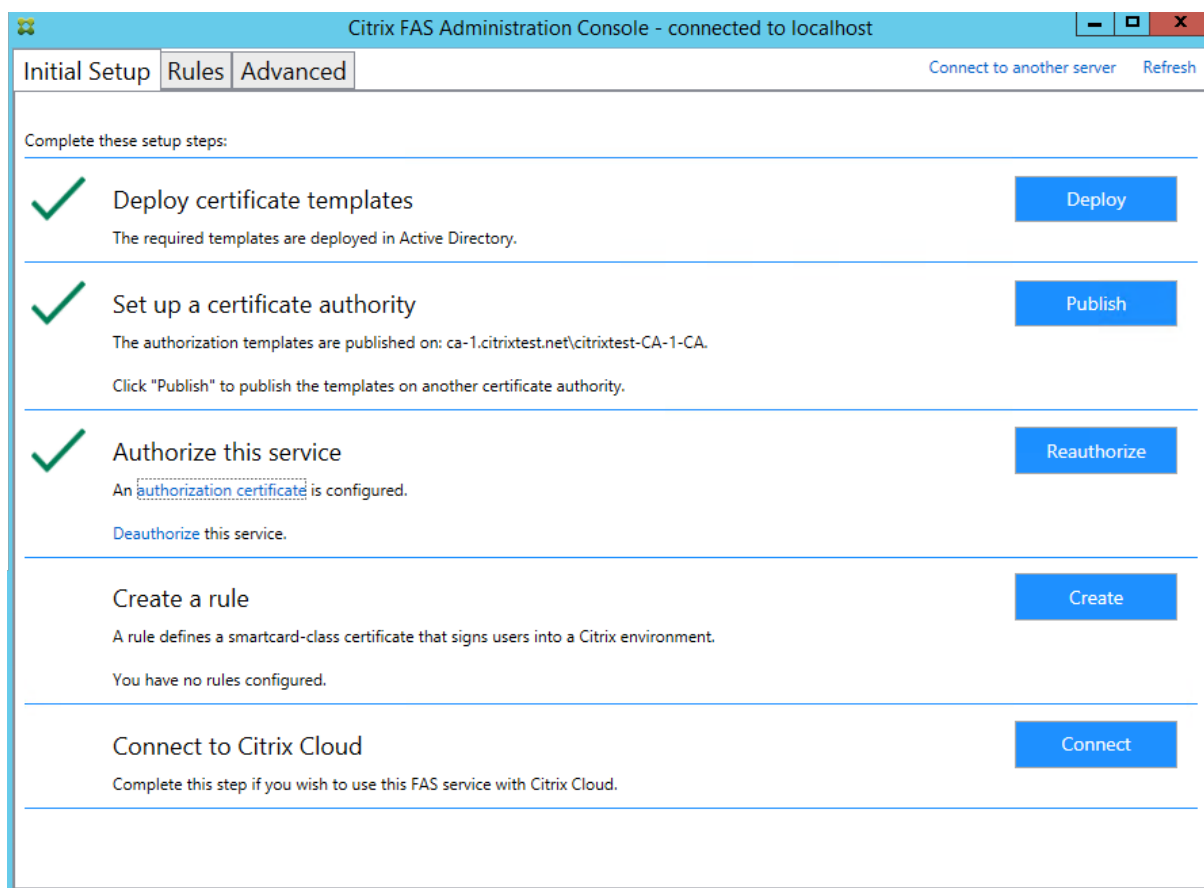 Citrix FAS Administration Console - connected to localhost
Initial Setup Rules Advanced Connect to another server Refresh
Complete these setup steps:
Deploy certificate templates Deploy
The required templates are deployed in Active Directory.
Set up a certificate authority Publish
The authorization templates are published on: ca-1.citrixtest.net\citrixtest-CA-1-CA.
Click "Publish" to publish the templates on another certificate authority.
Authorize this service Reauthorize
An authorization certificate is configured.
Deauthorize this service.
Create a rule Create
A rule defines a smartcard-class certificate that signs users into a Citrix environment.
You have no rules configured.
Connect to Citrix Cloud Connect
Complete this step if you wish to use this FAS service with Citrix Cloud.